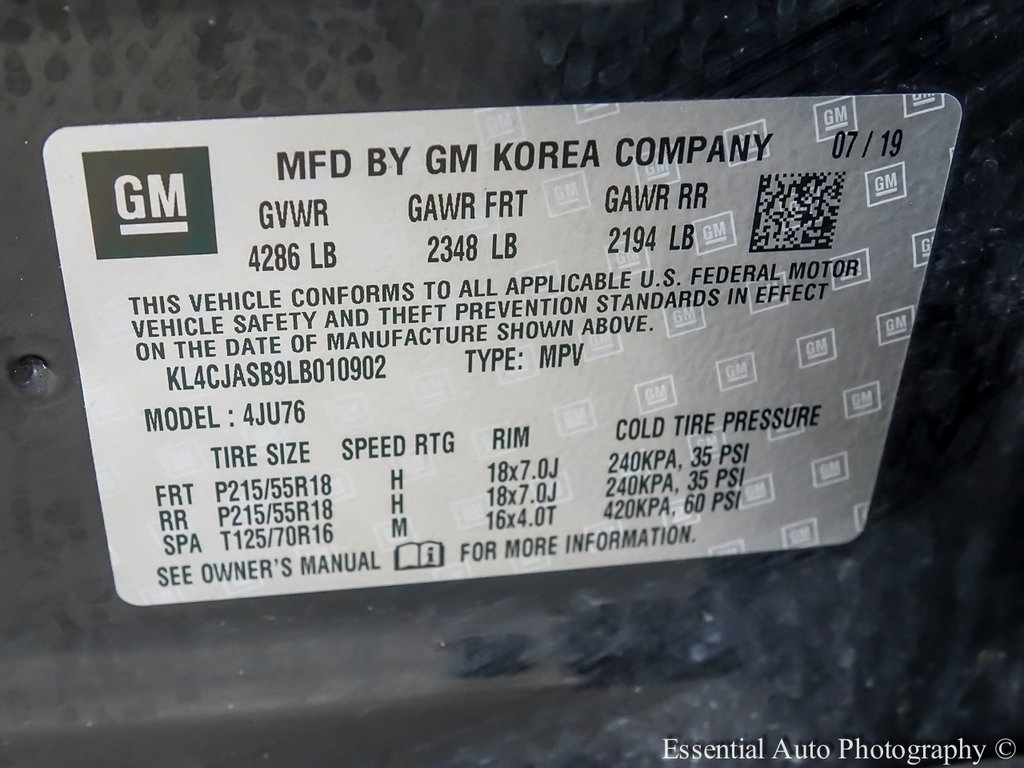 GM
MFD BY GM KOREA COMPANY 07 / 19
GVWR GAWR FRT GAWR RR
4286 LB 2348 LB 2194 LB
THIS VEHICLE CONFORMS TO ALL APPLICABLE U.S. FEDERAL MOTOR
VEHICLE SAFETY AND THEFT PREVENTION STANDARDS IN EFFECT
ON THE DATE OF MANUFACTURE SHOWN ABOVE.
KL4CJASB9LB010902 TYPE: MPV
MODEL : 4JU76
TIRE SIZE SPEED RTG RIM COLD TIRE PRESSURE
FRT P215/55R18 H 18x7.0J 240KPA, 35 PSI
RR P215/55R18 H 18x7.0J 240KPA, 35 PSI
SPA T125/70R16 M 16x4.0T 420KPA, 60 PSI
SEE OWNER'S MANUAL FOR MORE INFORMATION.
Essential Auto Photography ©